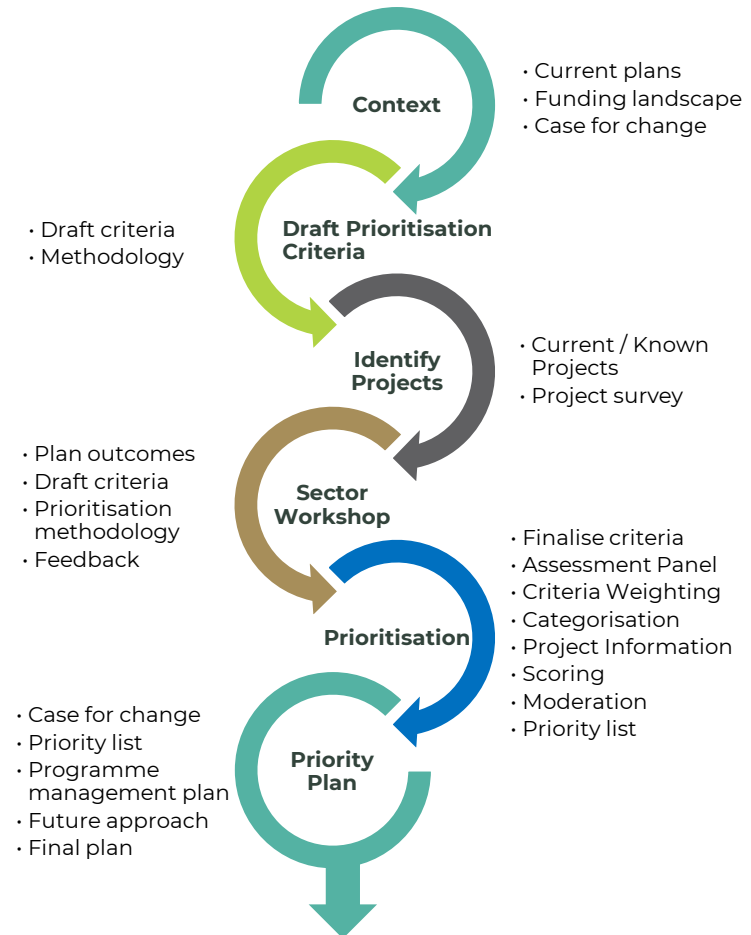 Context
• Current plans
• Funding landscape
• Case for change
Draft Prioritisation
Criteria
• Draft criteria
• Methodology
Identify
Projects
• Current / Known
Projects
• Project survey
Sector
Workshop
• Plan outcomes
• Draft criteria
• Prioritisation
methodology
• Feedback
Prioritisation
• Finalise criteria
• Assessment Panel
• Criteria Weighting
• Categorisation
• Project Information
• Scoring
• Moderation
• Priority list
Priority
Plan
• Case for change
• Priority list
• Programme
management plan
• Future approach
• Final plan